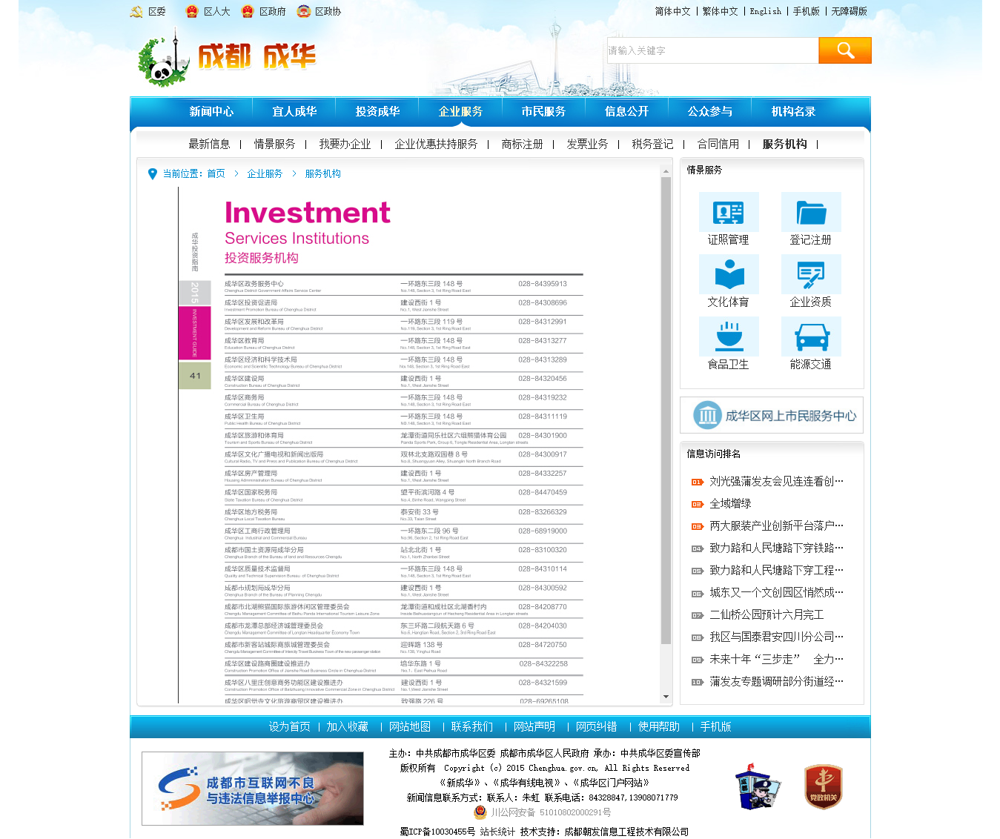 区委 区人大 区政府 区政协 简体中文 | 繁体中文 | English | 手机版 | 无障碍版
成都 成华
请输入关键字
新闻中心 宜人成华 投资成华 企业服务 市民服务 信息公开 公众参与 机构名录
最新信息 | 情景服务 | 我要办企业 | 企业优惠扶持服务 | 商标注册 | 发票业务 | 税务登记 | 合同信用 | 服务机构 |
当前位置：首页 > 企业服务 > 服务机构
成华投资指南
2015
INVESTMENT GUIDE
41
Investment
Services Institutions
投资服务机构
成华区政务服务中心 一环路东三段 148 号 028-84395913
Chenghua District Government Affairs Service Center No.148, Section 3, 1st Ring Road East
成华区投资促进局 建设西街 1 号 028-84308696
Investment Promotion Bureau of Chenghua District No.1, West Jianshe Street
成华区发展和改革局 一环路东三段 119 号 028-84312991
Development and Reform Bureau of Chenghua District No.119, Section 3, 1st Ring Road East
成华区教育局 一环路东三段 148 号 028-84313277
Education Bureau of Chenghua District No.148, Section 3, 1st Ring Road East
成华区经济和科学技术局 一环路东三段 148 号 028-84313289
Economic and Scientific Technology Bureau of Chenghua District No.148, Section 3, 1st Ring Road East
成华区建设局 建设西街 1 号 028-84320456
Construction Bureau of Chenghua District No.1, West Jianshe Street
成华区商务局 一环路东三段 148 号 028-84319232
Commercial Bureau of Chenghua District No.148, Section 3, 1st Ring Road East
成华区卫生局 一环路东三段 148 号 028-84311119
Public Health Bureau of Chenghua District N0.148, Section 3, 1st Ring Road East
成华区旅游和体育局 龙潭街道同乐社区六组熊猫体育公园 028-84301900
Tourism and Sports Bureau of Chenghua District Panda Sports Park, Group 6, Tongle Residential Area, Longtan streets
成华区文化广播电视和新闻出版局 双林北支路双园巷 8 号 028-84300917
Cultural Radio, TV and Press and Publication Bureau of Chenghua District No.8, Shuangyuan Alley, Shuanglin North Branch Road
成华区房产管理局 建设西街 1 号 028-84332257
Housing Administration Bureau of Chenghua District No.1, West Jianshe Street
成华区国家税务局 望平街滨河路 4 号 028-84470459
State Taxation Bureau of Chenghua District No.4, Binhe Road, Wangping Street
成华区地方税务局 泰安街 33 号 028-83266329
Chenghua Local Taxation Bureau No.33, Taian Street
成华区工商行政管理局 一环路东二段 96 号 028-68919000
Chenghua Industrial and Commercial Bureau No.96, Section 2, 1st Ring Road East
成都市国土资源局成华分局 站北北街 1 号 028-83100320
Chenghua Branch of the Bureau of land and Resources Chengdu No.1, North Zhanbei Street
成华区质量技术监督局 一环路东三段 148 号 028-84310114
Quality and Technical Supervision Bureau of Chenghua District No.148, Section 3, 1st Ring Road East
成都市规划局成华分局 建设西街 1 号 028-84300592
Chenghua Branch of the Bureau of Planning Chengdu No.1, West Jianshe Street
成都市北湖熊猫国际旅游休闲区管理委员会 龙潭街道和成社区北湖香村内 028-84208770
Chengdu Management Committee of Beihu Panda International Tourism Leisure Zone Inside Beihuxiangcun of Hecheng Residential Area in Longtan streets
成都市龙潭总部经济城管理委员会 东三环路二段航天路 6 号 028-84204030
Chengdu Management Committee of Longtan Headquarter Economy Town No.6, Hangtian Road, Section 2, 3rd Ring Road East
成都市新客站城际商旅城管理委员会 迎晖路 138 号 028-84720750
Chengdu Management Committee of Intercity Travel Business Town of the new passenger station No.138, Yinghui Road
成华区建设路商圈建设推进办 培华东路 1 号 028-84322258
Construction Promotion Office of Jianshe Road Business Circle in Chenghua District No.1, East Peihua Road
成华区八里庄创意商务功能区建设推进办 建设西街 1 号 028-84321599
Construction Promotion Office of Balizhuang Innovative Commercial Zone in Chenghua District No.1,West Jianshe Street
成华区昭觉寺文化旅游商贸区建设推进办 致强路 226 号 028-69265108
情景服务
证照管理 登记注册
文化体育 企业资质
食品卫生 能源交通
成华区网上市民服务中心
信息访问排名
01 刘光强蒲发友会见连连看创…
02 全域增绿
03 两大服装产业创新平台落户…
04 致力路和人民塘路下穿铁路…
05 致力路和人民塘路下穿工程…
06 城东又一个文创园区悄然成…
07 二仙桥公园预计六月完工
08 我区与国泰君安四川分公司…
09 未来十年“三步走” 全力…
10 蒲发友专题调研部分街道经…
设为首页 | 加入收藏 | 网站地图 | 联系我们 | 网站声明 | 网页纠错 | 使用帮助 | 手机版
成都市互联网不良
与违法信息举报中心
主办：中共成都市成华区委 成都市成华区人民政府 承办：中共成华区委宣传部
版权所有 Copyright (c) 2015 Chenghua.gov.cn, All Rights Reserved
《新成华》、《成华有线电视》、《成华区门户网站》
新闻信息联系方式：联系人：朱虹 联系电话：84328847,13908071779
川公网安备 51010802000291号
蜀ICP备10030455号 站长统计 技术支持：成都朝发信息工程技术有限公司
党政机关